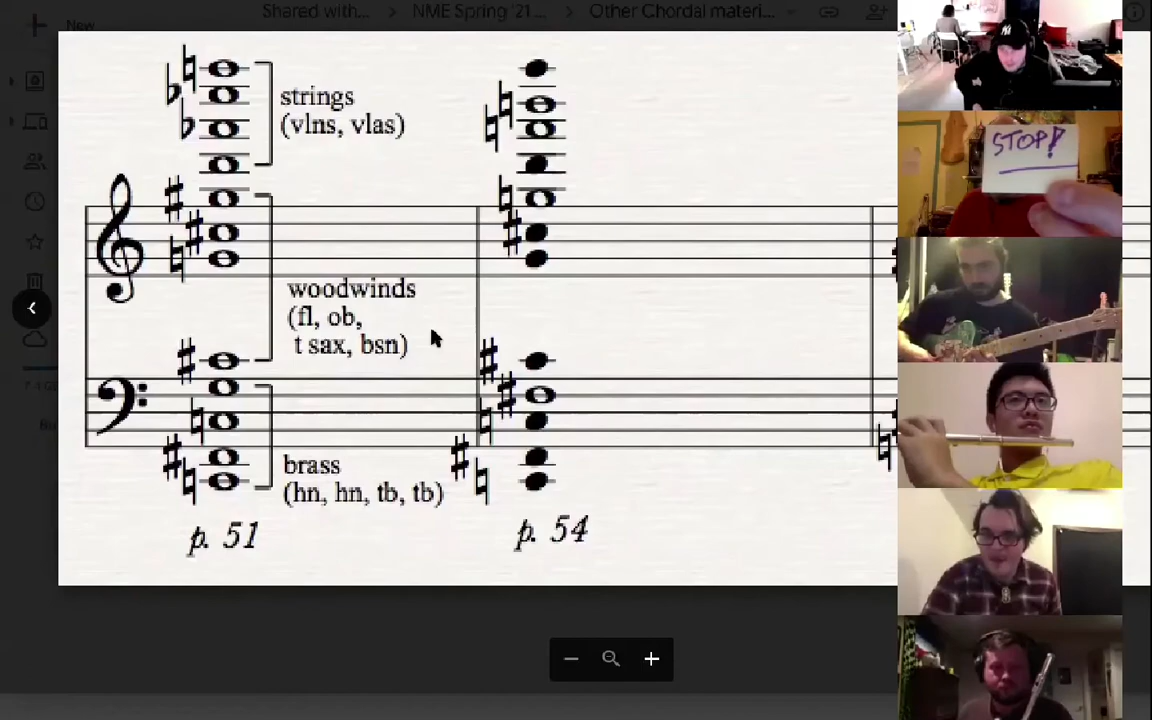 New
Shared with...
NME Spring '21...
Other Chordal materi...
strings
(vlns, vlas)
woodwinds
(fl, ob,
t sax, bsn)
brass
(hn, hn, tb, tb)
p. 51
p. 54
STOP!